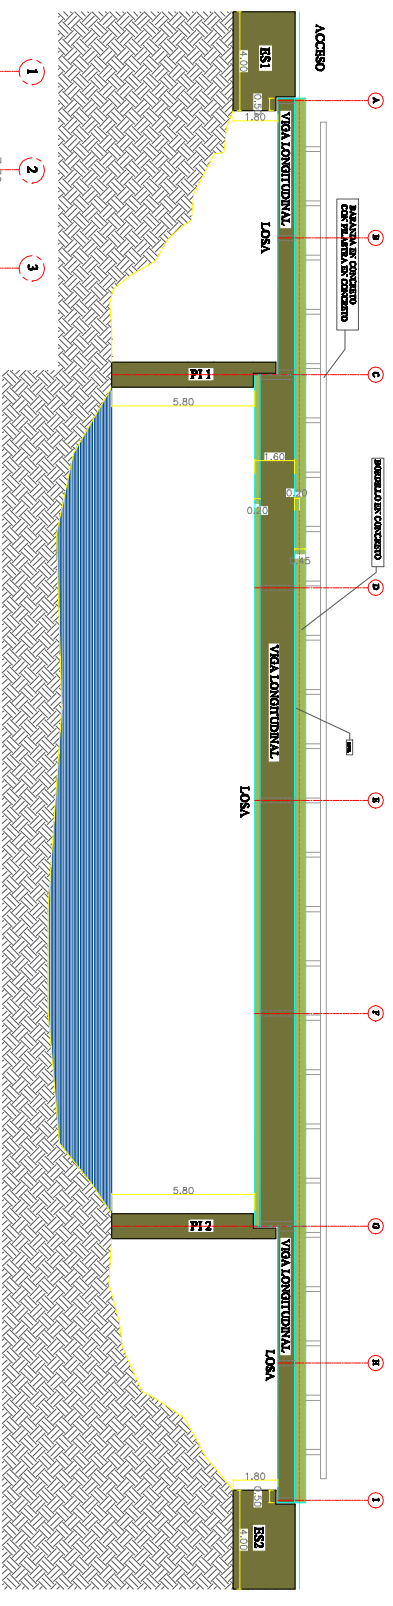 ACCESO
A
B
C
D
E
F
G
H
I
BARANDA EN CONCRETO
CON PILASTRA EN CONCRETO
BORDILLO EN CONCRETO
ES1
4.00
0.5
1.80
VIGA LONGITUDINAL
LOSA
PI 1
5.80
1.60
0.20
0.20
0.45
VIGA LONGITUDINAL
LOSA
5.80
PI 2
VIGA LONGITUDINAL
LOSA
1.80
0.50
ES2
4.00
1
2
3